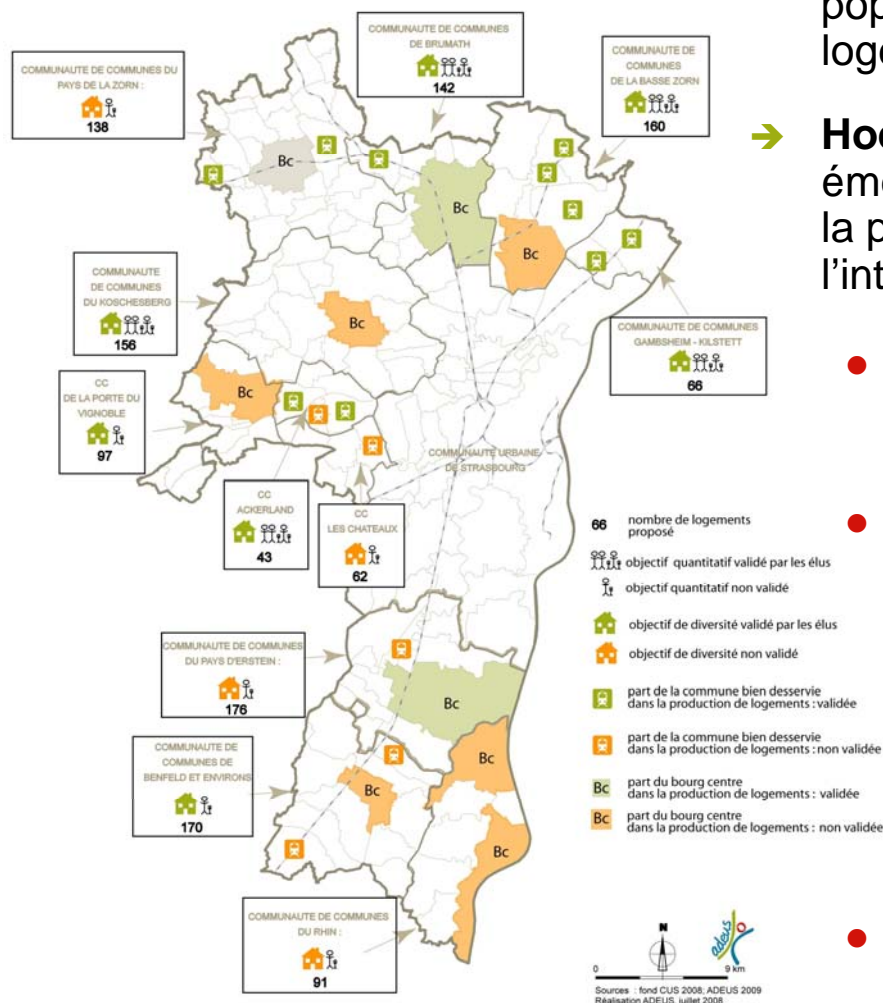 COMMUNAUTE DE COMMUNES
DE BRUMATH
142
COMMUNAUTE DE COMMUNES DU
PAYS DE LA ZORN :
138
COMMUNAUTE DE
COMMUNES
DE LA BASSE ZORN
160
Bc
Bc
Bc
COMMUNAUTE
DE COMMUNES
DU KOSCHESBERG
156
Bc
COMMUNAUTE DE COMMUNES
GAMBSHEIM - KILSTETT
66
CC
DE LA PORTE DU
VIGNOBLE
97
Bc
COMMUNAUTE URBAINE
DE STRASBOURG
CC
ACKERLAND
43
CC
LES CHATEAUX
62
COMMUNAUTE DE COMMUNES
DU PAYS D'ERSTEIN :
176
Bc
COMMUNAUTE DE
COMMUNES DE
BENFELD ET ENVIRONS
170
Bc
Bc
Bc
COMMUNAUTE DE COMMUNES
DU RHIN :
91
66 nombre de logements
proposé
objectif quantitatif validé par les élus
objectif quantitatif non validé
objectif de diversité validé par les élus
objectif de diversité non validé
part de la commune bien desservie
dans la production de logements : validée
part de la commune bien desservie
dans la production de logements : non validée
Bc part du bourg centre
dans la production de logements : validée
Bc part du bourg centre
dans la production de logements : non validée
N
adeus
0 9 km
Sources : fond CUS 2008; ADEUS 2009
Réalisation ADEUS, juillet 2008
pop
loge
Hoe
éme
la p
l'int